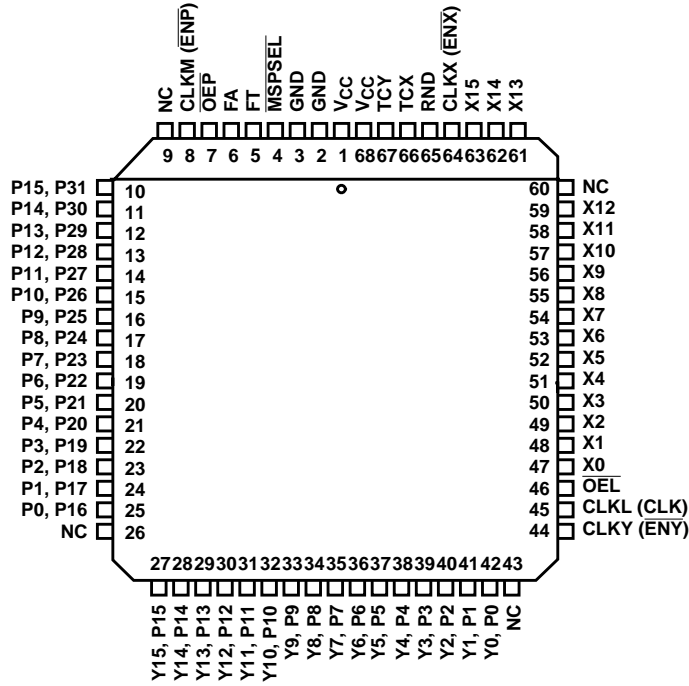 NC
CLKM (ENP)
OEP
FA
FT
MSPSEL
GND
GND
VCC
VCC
TCY
TCX
RND
CLKX (ENX)
X15
X14
X13
9 8 7 6 5 4 3 2 1 68 67 66 65 64 63 62 61
P15, P31 10
P14, P30 11
P13, P29 12
P12, P28 13
P11, P27 14
P10, P26 15
P9, P25 16
P8, P24 17
P7, P23 18
P6, P22 19
P5, P21 20
P4, P20 21
P3, P19 22
P2, P18 23
P1, P17 24
P0, P16 25
NC 26
60 NC
59 X12
58 X11
57 X10
56 X9
55 X8
54 X7
53 X6
52 X5
51 X4
50 X3
49 X2
48 X1
47 X0
46 OEL
45 CLKL (CLK)
44 CLKY (ENY)
27 28 29 30 31 32 33 34 35 36 37 38 39 40 41 42 43
Y15, P15
Y14, P14
Y13, P13
Y12, P12
Y11, P11
Y10, P10
Y9, P9
Y8, P8
Y7, P7
Y6, P6
Y5, P5
Y4, P4
Y3, P3
Y2, P2
Y1, P1
Y0, P0
NC